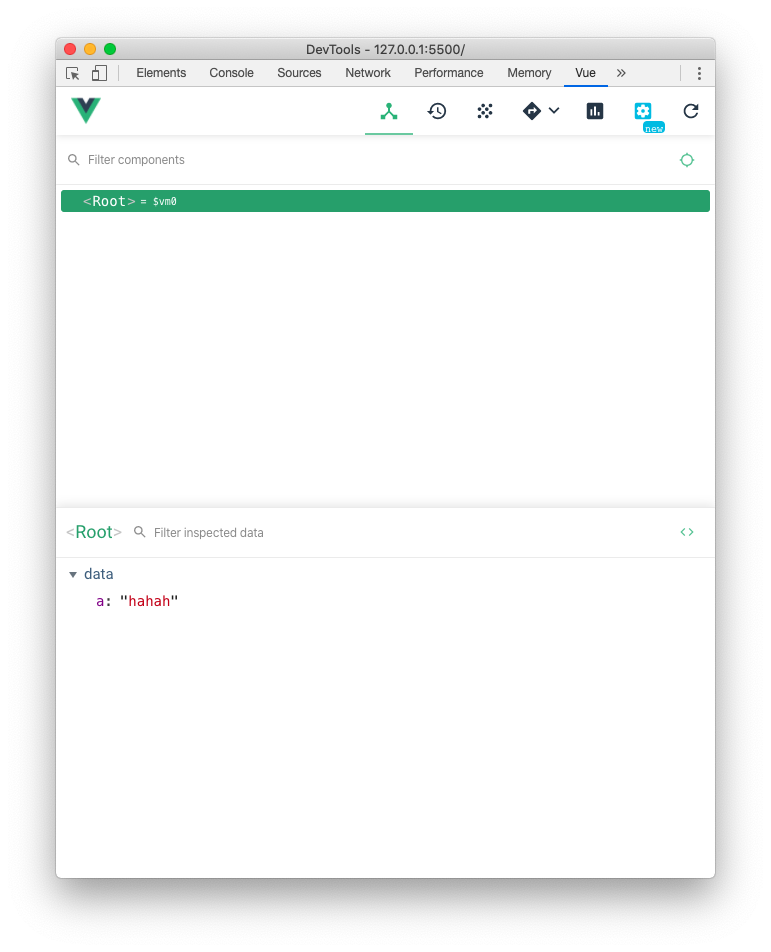 DevTools - 127.0.0.1:5500/
Elements Console Sources Network Performance Memory Vue »
new
Filter components
<Root> = $vm0
<Root> Filter inspected data <>
data
a: "hahah"